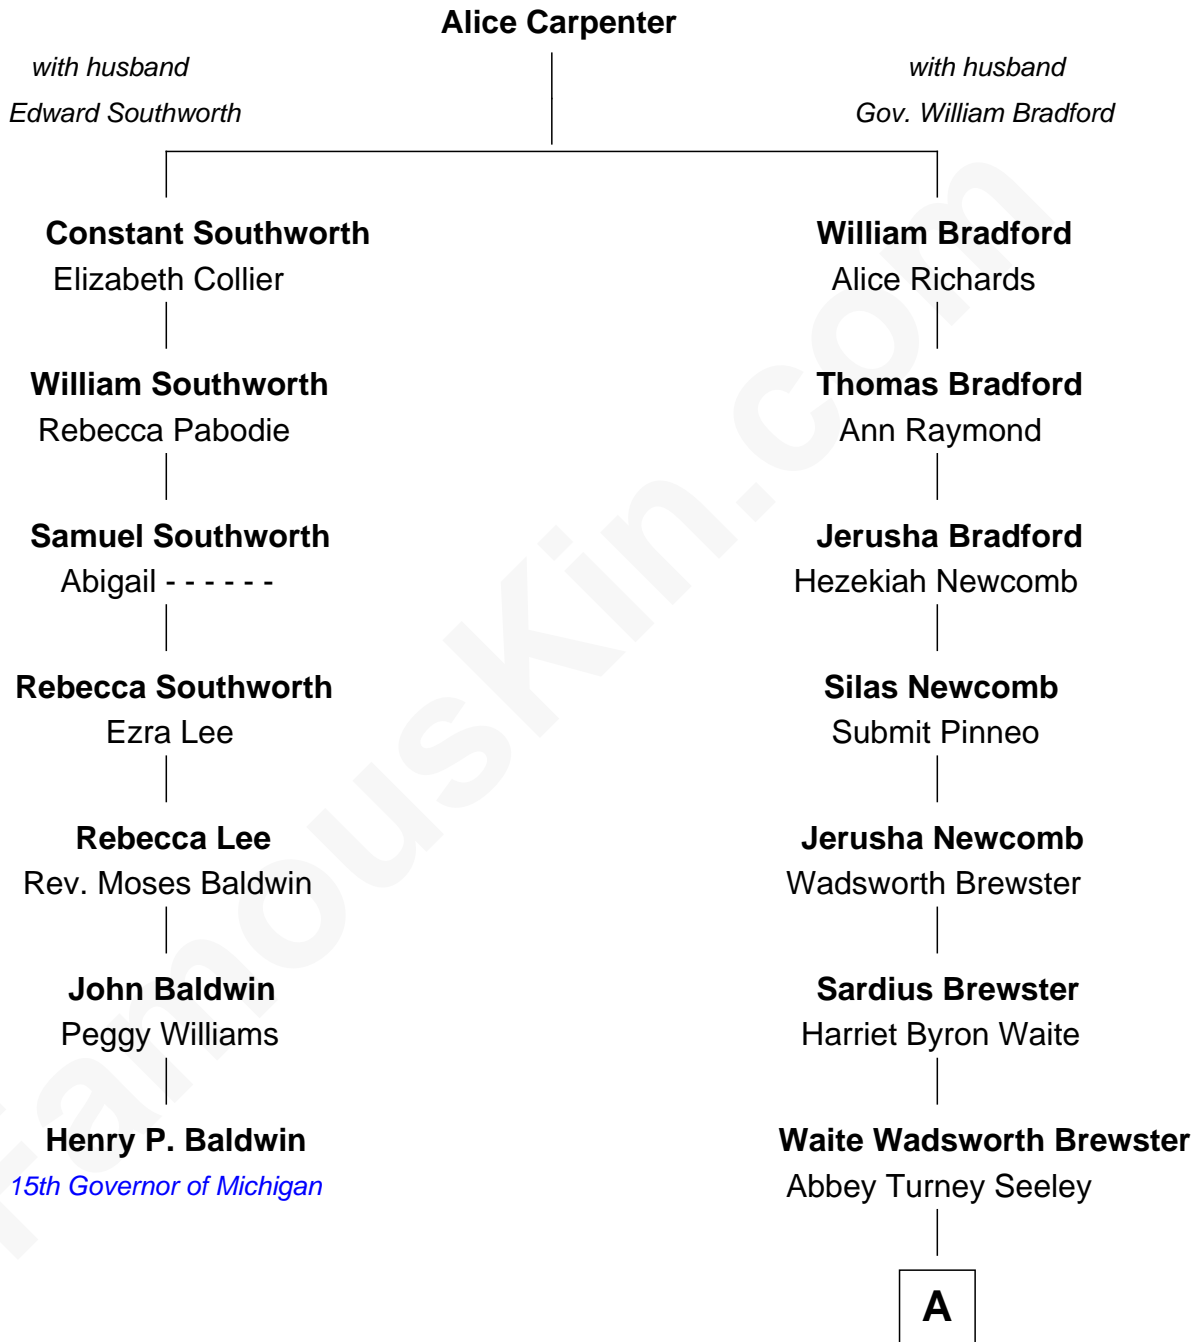 Alice Carpenter
with husband
Edward Southworth
with husband
Gov. William Bradford
Constant Southworth
Elizabeth Collier
William Bradford
Alice Richards
William Southworth
Rebecca Pabodie
Thomas Bradford
Ann Raymond
Samuel Southworth
Abigail - - - - - -
Jerusha Bradford
Hezekiah Newcomb
Rebecca Southworth
Ezra Lee
Silas Newcomb
Submit Pinneo
Rebecca Lee
Rev. Moses Baldwin
Jerusha Newcomb
Wadsworth Brewster
John Baldwin
Peggy Williams
Sardius Brewster
Harriet Byron Waite
Henry P. Baldwin
15th Governor of Michigan
Waite Wadsworth Brewster
Abbey Turney Seeley
A
FamousKin.com